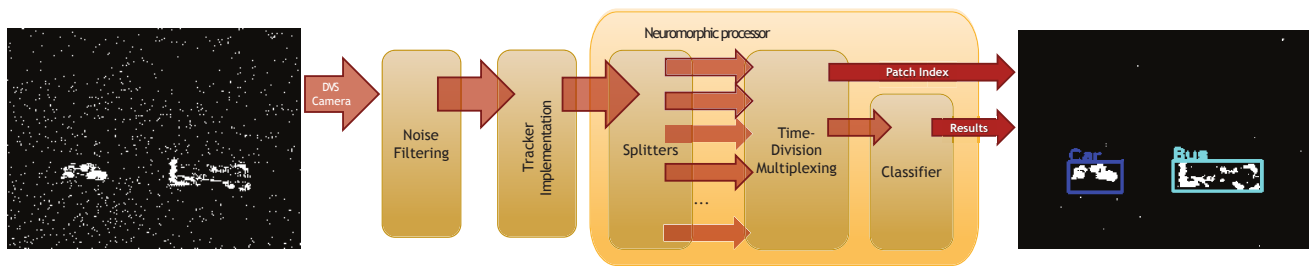 Neuromorphic processor
DVS
Camera
Noise
Filtering
Tracker
Implementation
Splitters
...
Time-
Division
Multiplexing
Classifier
Patch Index
Results
Car
Bus